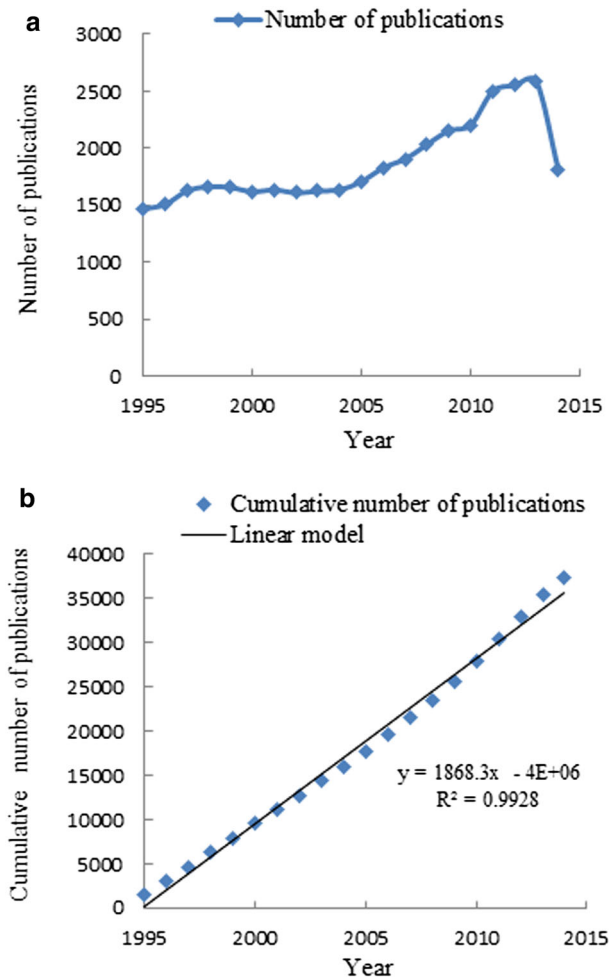 a
Number of publications
3000
2500
2000
1500
1000
500
0
Number of publications
1995 2000 2005 2010 2015
Year
b
Cumulative number of publications
Linear model
40000
35000
30000
25000
20000
15000
10000
5000
0
Cumulative number of publications
y = 1868.3x - 4E+06
R² = 0.9928
1995 2000 2005 2010 2015
Year